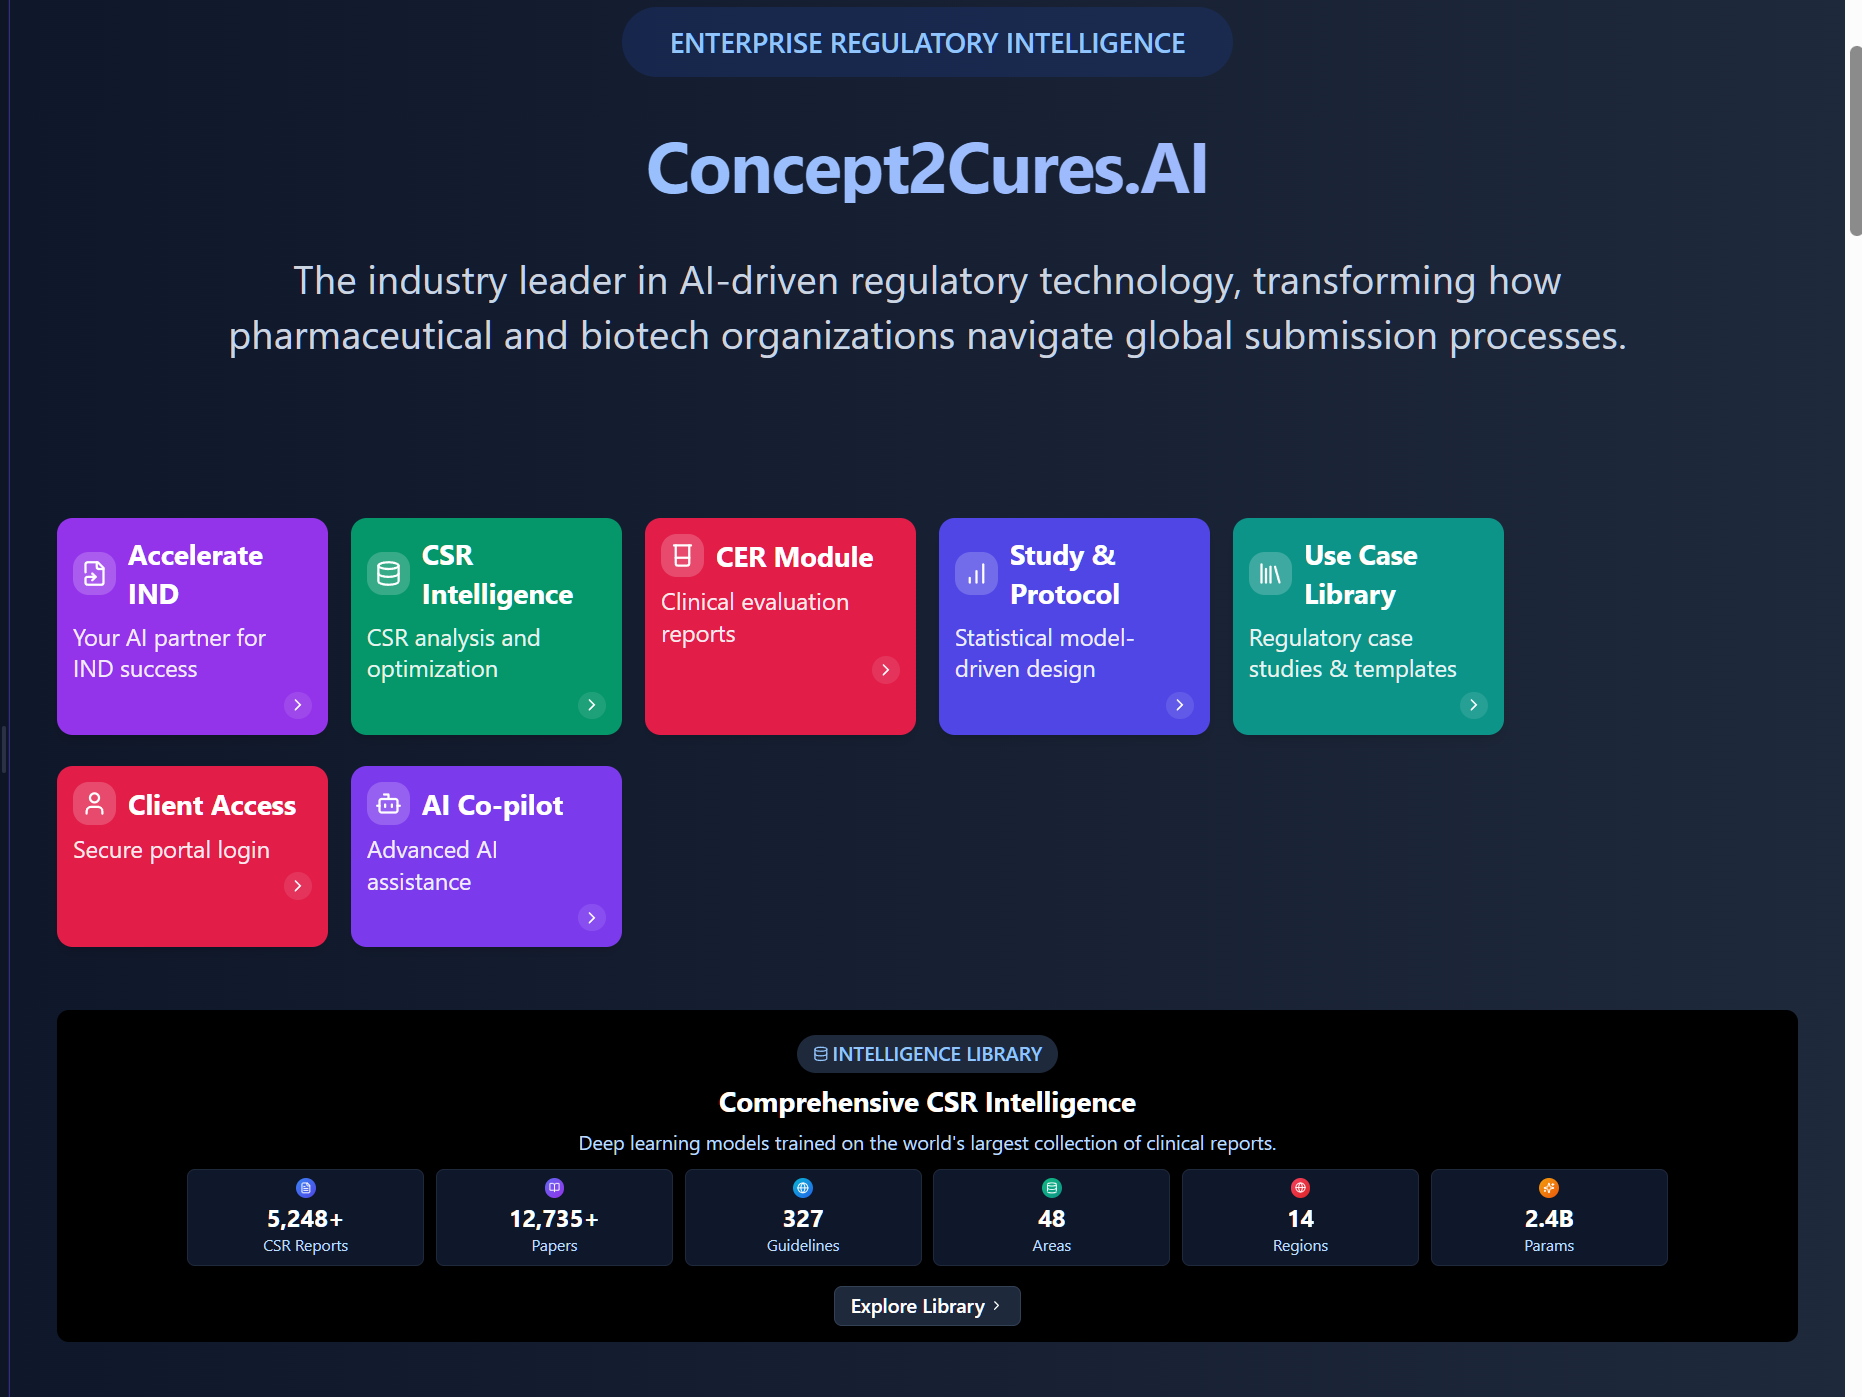 ENTERPRISE REGULATORY INTELLIGENCE
Concept2Cures.AI
The industry leader in AI-driven regulatory technology, transforming how
pharmaceutical and biotech organizations navigate global submission processes.
Accelerate
IND
Your AI partner for
IND success
CSR
Intelligence
CSR analysis and
optimization
CER Module
Clinical evaluation
reports
Study &
Protocol
Statistical model-
driven design
Use Case
Library
Regulatory case
studies & templates
Client Access
Secure portal login
AI Co-pilot
Advanced AI
assistance
INTELLIGENCE LIBRARY
Comprehensive CSR Intelligence
Deep learning models trained on the world's largest collection of clinical reports.
5,248+
CSR Reports
12,735+
Papers
327
Guidelines
48
Areas
14
Regions
2.4B
Params
Explore Library